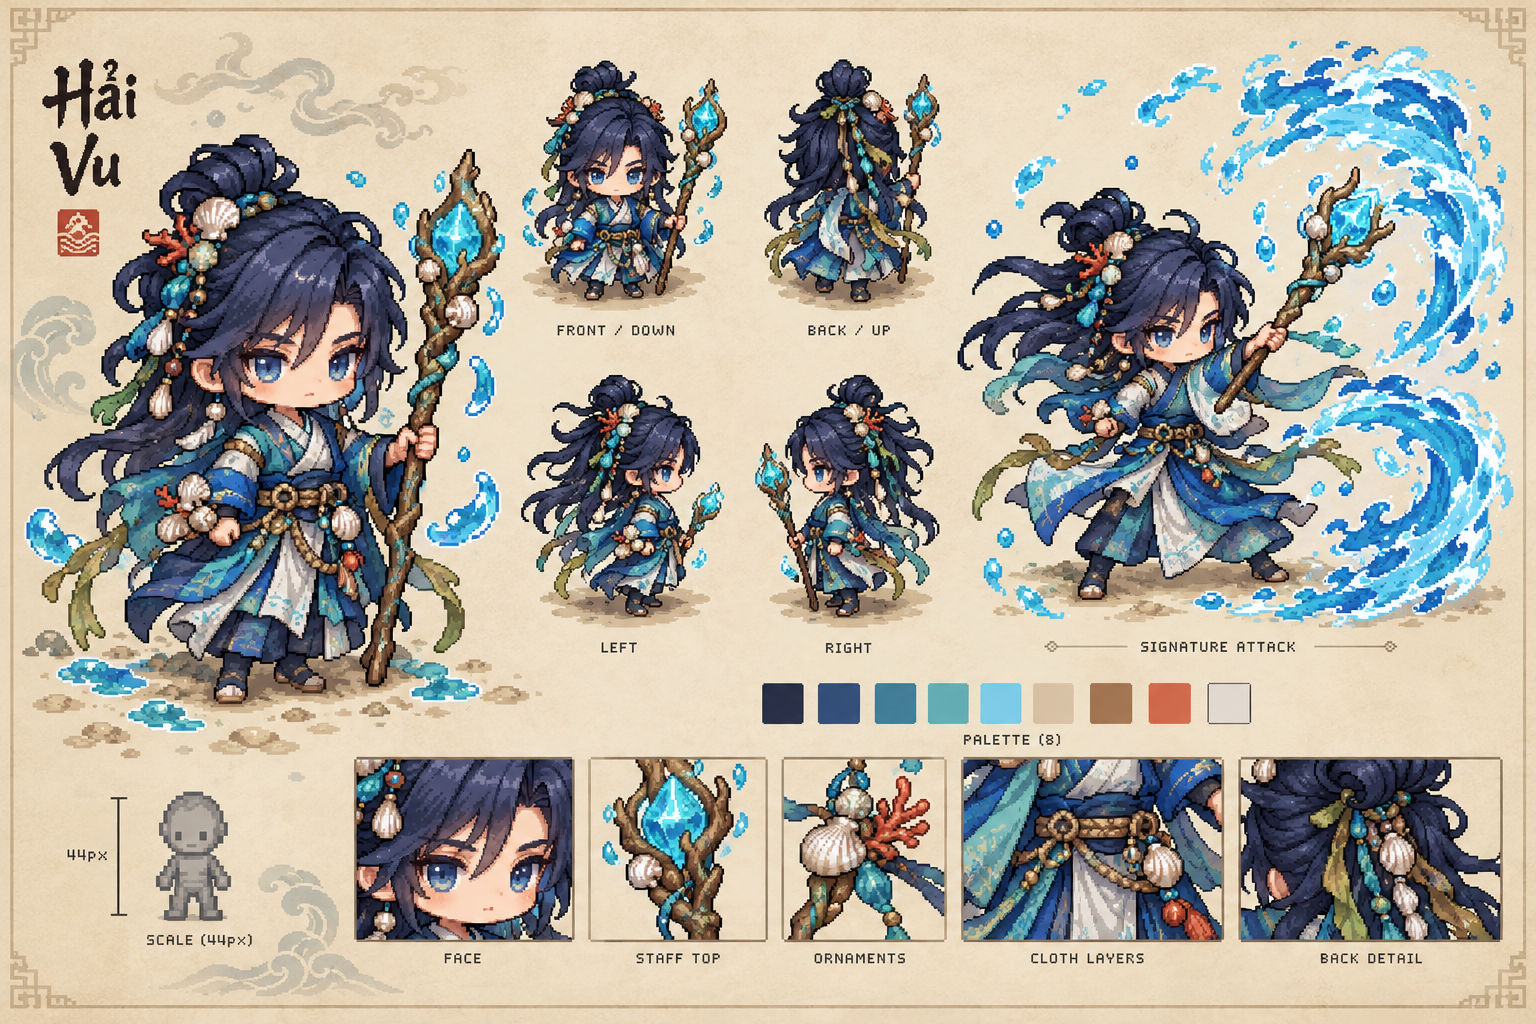 Hải
Vu
FRONT / DOWN
BACK / UP
LEFT
RIGHT
SIGNATURE ATTACK
PALETTE (8)
44px
SCALE (44px)
FACE
STAFF TOP
ORNAMENTS
CLOTH LAYERS
BACK DETAIL